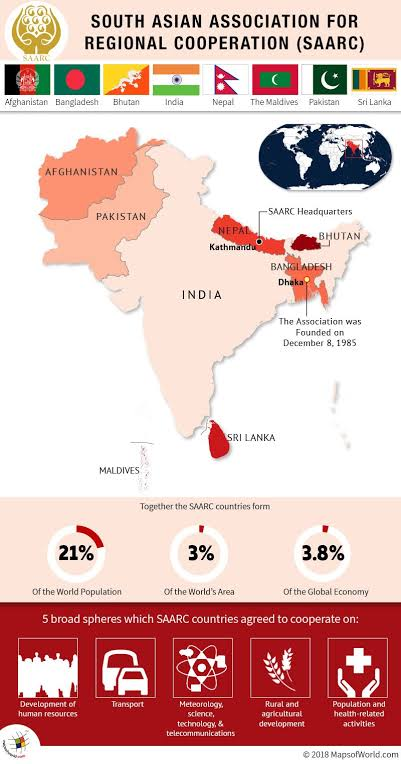 SOUTH ASIAN ASSOCIATION FOR
REGIONAL COOPERATION (SAARC)
SAARC
Afghanistan Bangladesh Bhutan India Nepal The Maldives Pakistan Sri Lanka
AFGHANISTAN
PAKISTAN
SAARC Headquarters
NEPAL
Kathmandu
BHUTAN
BANGLADESH
INDIA
Dhaka
The Association was
Founded on
December 8, 1985
SRI LANKA
MALDIVES
Together the SAARC countries form
21% 3% 3.8%
Of the World Population Of the World's Area Of the Global Economy
5 broad spheres which SAARC countries agreed to cooperate on:
Development of
human resources
Transport
Meteorology,
science,
technology, &
telecommunications
Rural and
agricultural
development
Population and
health-related
activities
© 2018 MapsofWorld.com